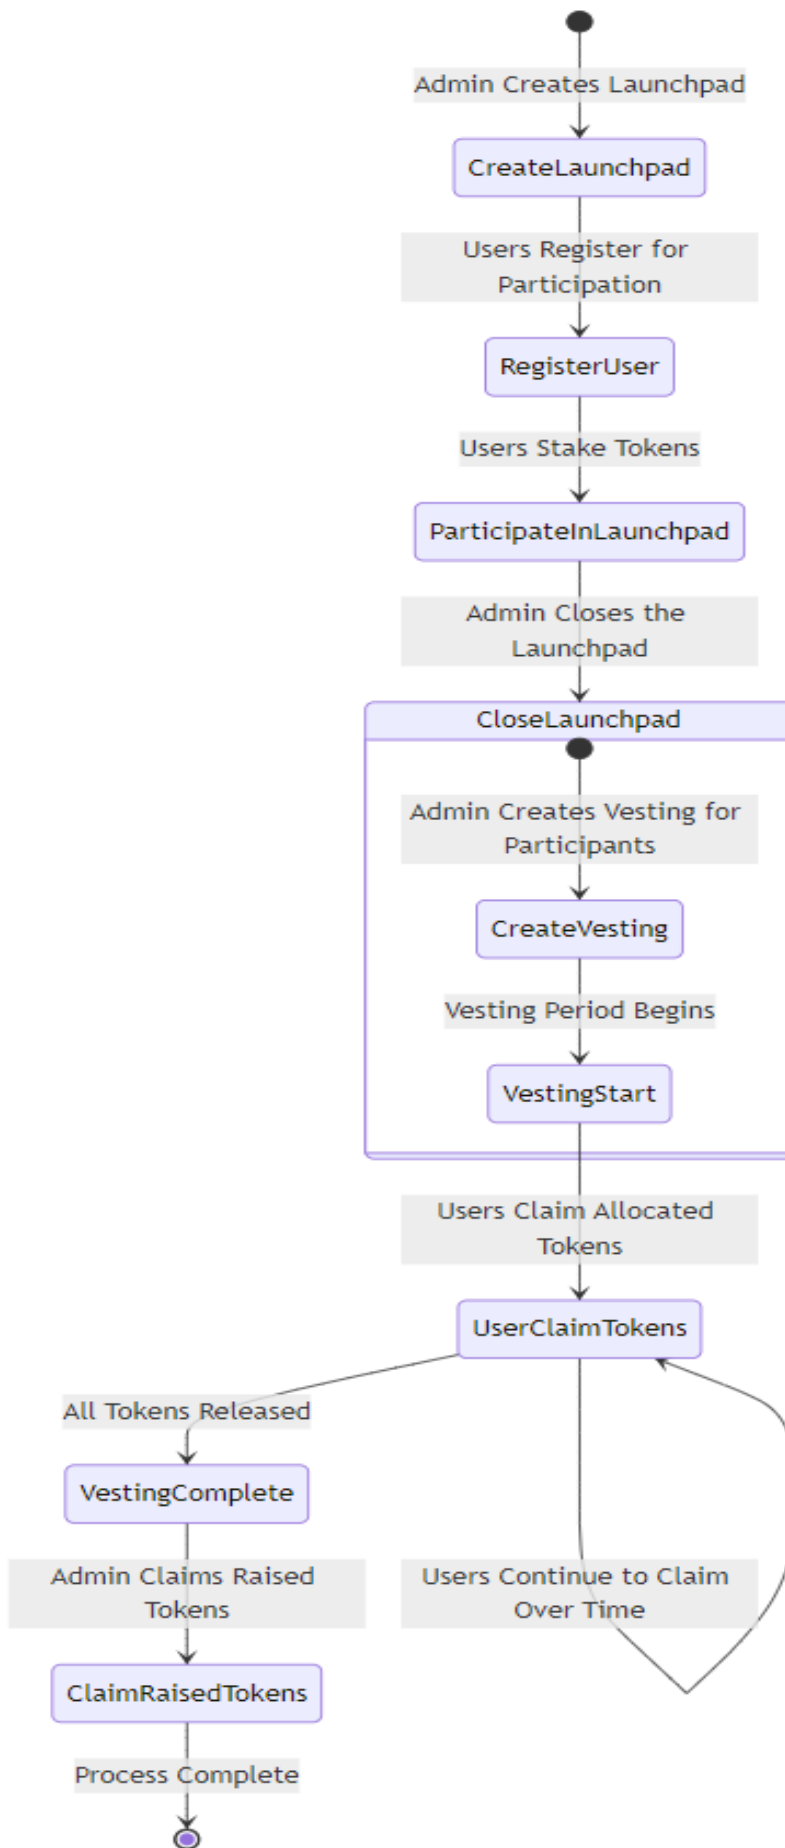 Admin Creates Launchpad
CreateLaunchpad
Users Register for
Participation
RegisterUser
Users Stake Tokens
ParticipateInLaunchpad
Admin Closes the
Launchpad
CloseLaunchpad
Admin Creates Vesting for
Participants
CreateVesting
Vesting Period Begins
VestingStart
Users Claim Allocated
Tokens
UserClaimTokens
All Tokens Released
VestingComplete
Admin Claims Raised
Tokens
Users Continue to Claim
Over Time
ClaimRaisedTokens
Process Complete